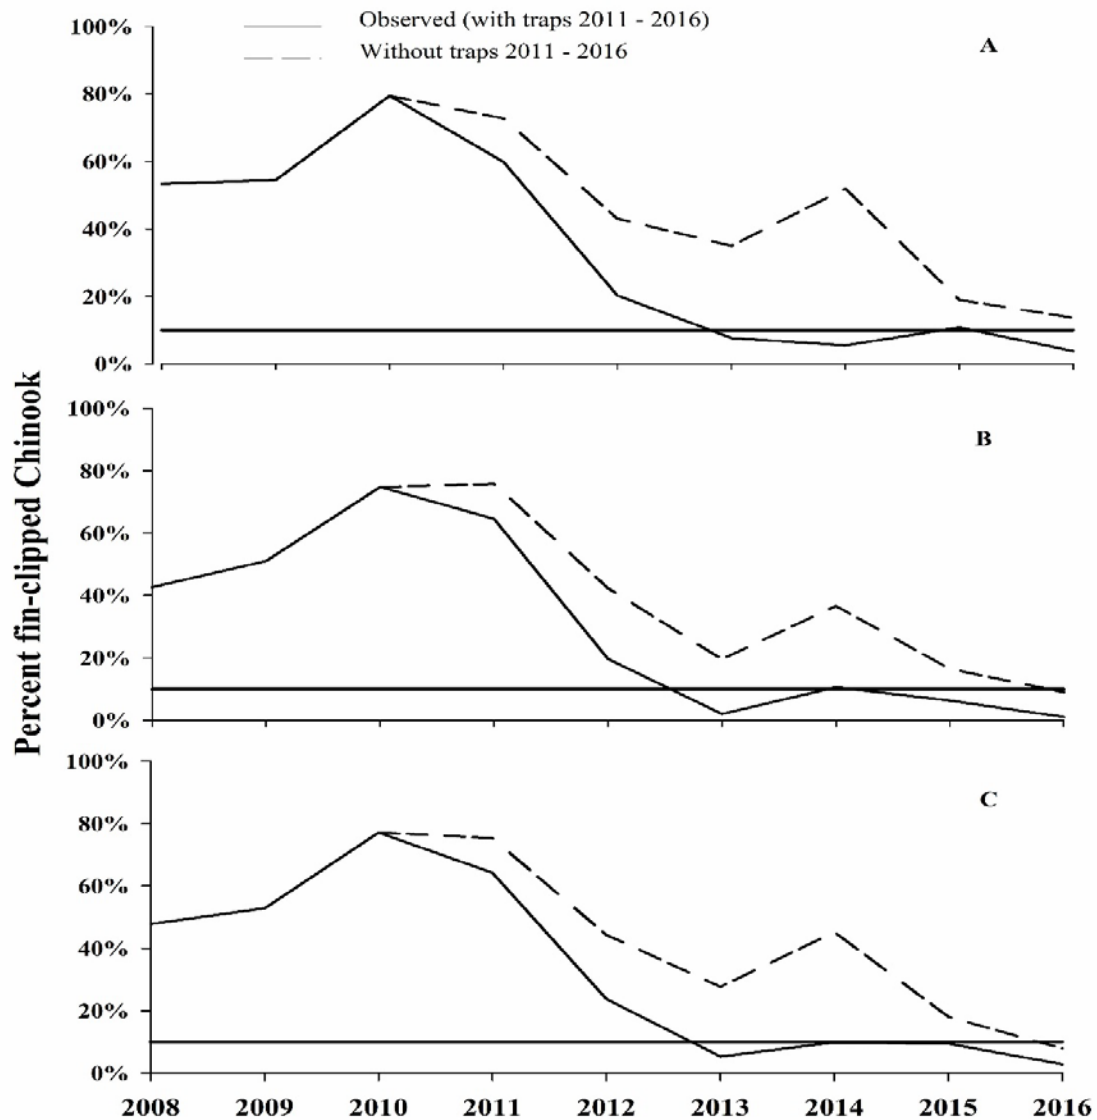 Observed (with traps 2011 - 2016)
Without traps 2011 - 2016
Percent fin-clipped Chinook
A
100%
80%
60%
40%
20%
0%
B
100%
80%
60%
40%
20%
0%
C
100%
80%
60%
40%
20%
0%
2008 2009 2010 2011 2012 2013 2014 2015 2016